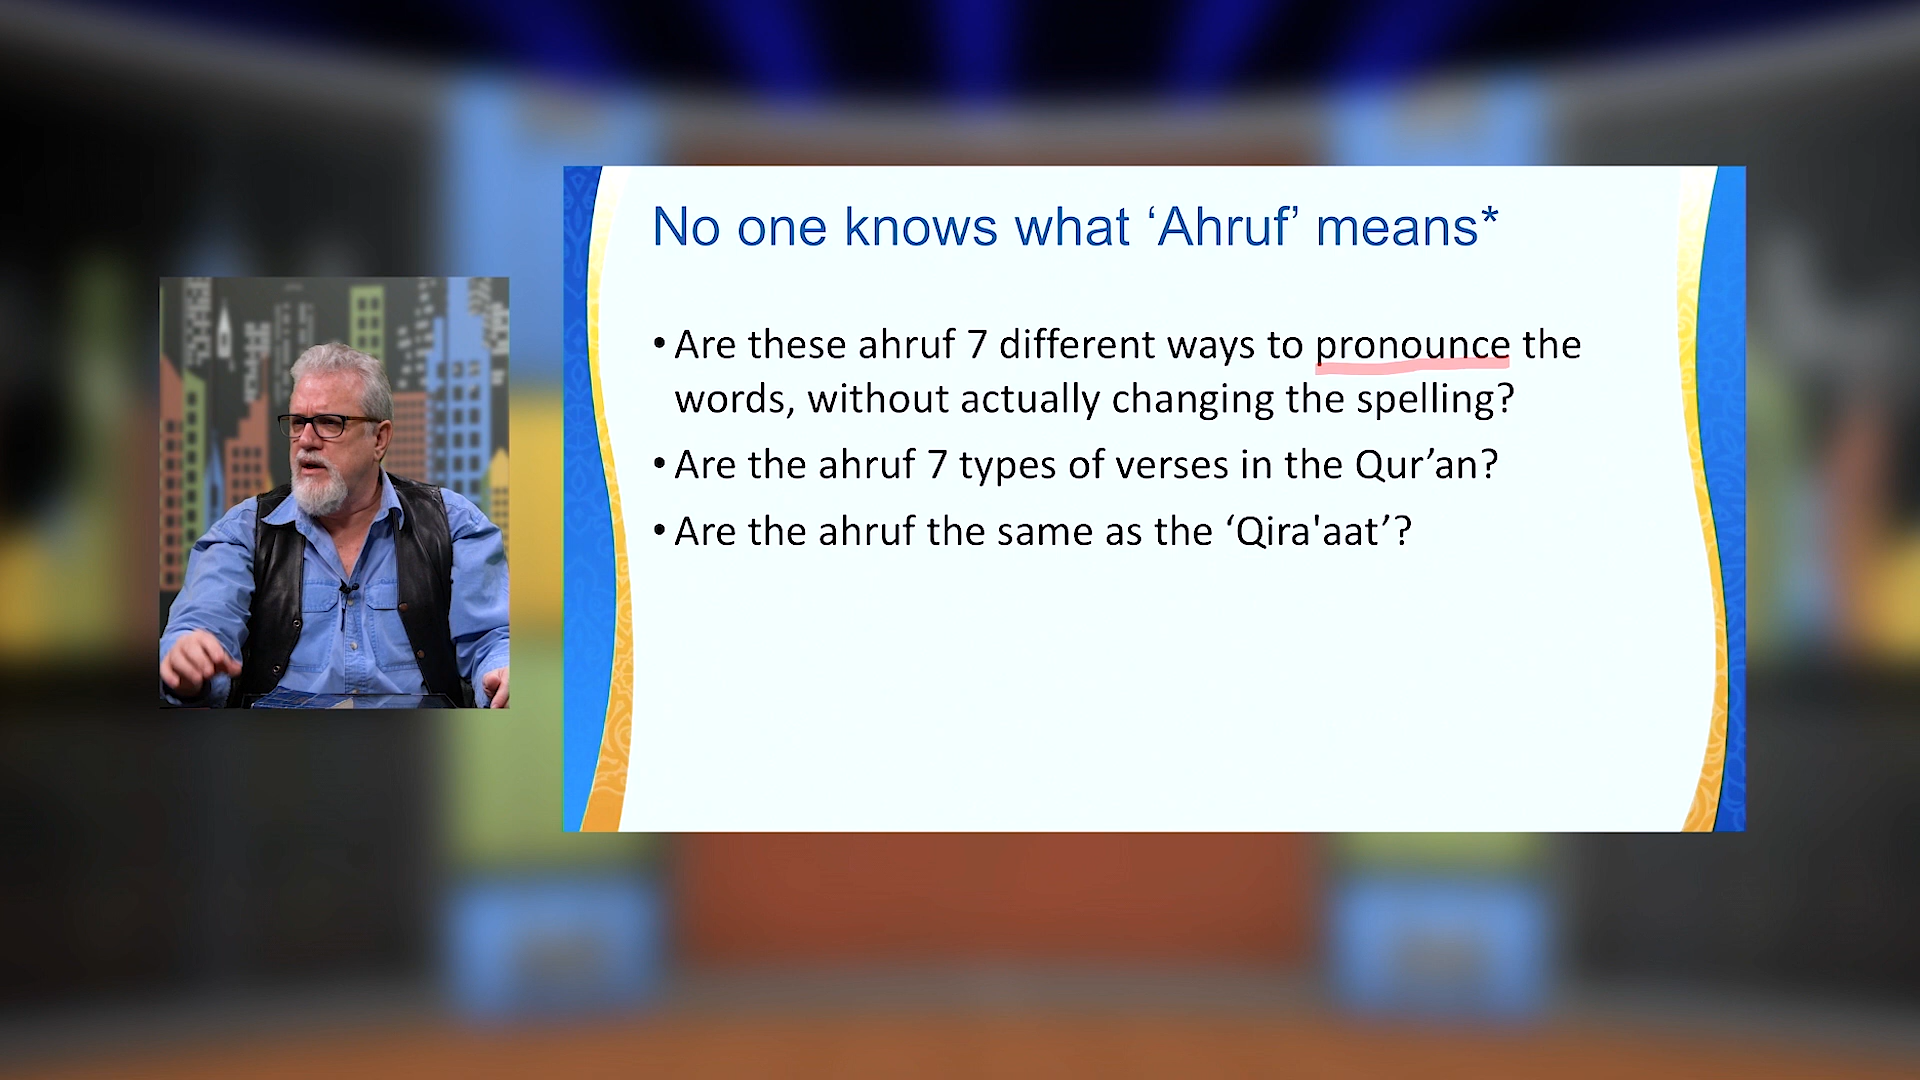 No one knows what ‘Ahruf’ means*
• Are these ahruf 7 different ways to pronounce the
words, without actually changing the spelling?
• Are the ahruf 7 types of verses in the Qur’an?
• Are the ahruf the same as the ‘Qira'aat’?